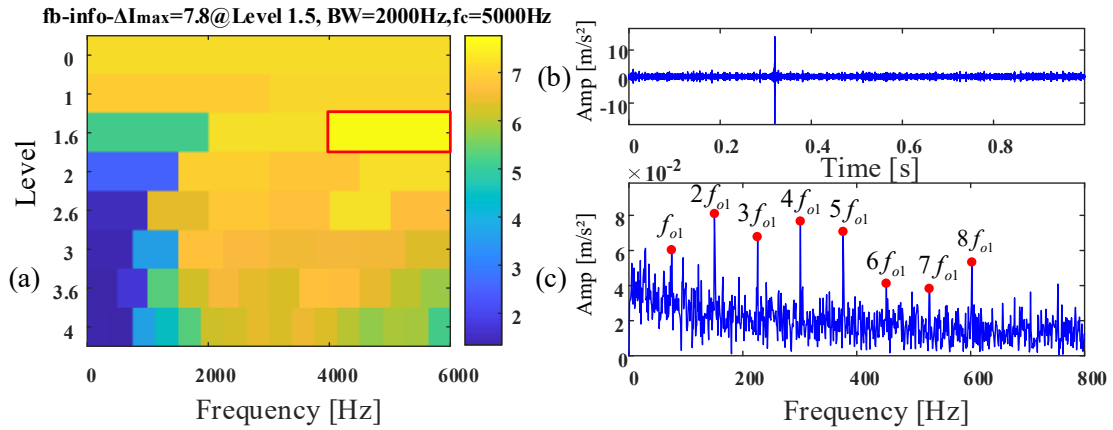 fb-info-ΔImax=7.8@Level 1.5, BW=2000Hz,fc=5000Hz
0
1
1.6
2
2.6
3
3.6
4
Level
(a)
0 2000 4000 6000
Frequency [Hz]
7
6
5
4
3
2
(b)
Amp [m/s²]
10
0
-10
0 0.2 0.4 0.6 0.8
Time [s]
× 10⁻²
(c)
Amp [m/s²]
8
6
4
2
0
fo1
2fo1
3fo1
4fo1
5fo1
6fo1
7fo1
8fo1
0 200 400 600 800
Frequency [Hz]